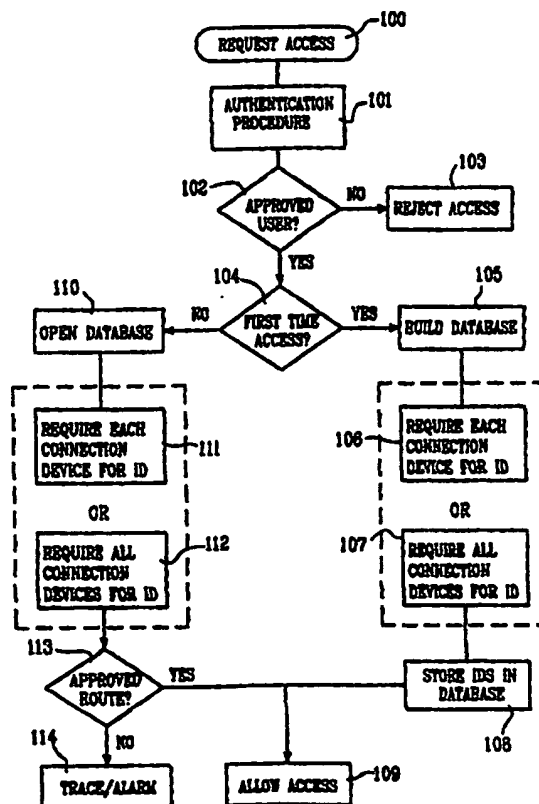 100
REQUEST ACCESS
AUTHENTICATION
PROCEDURE
101
102
APPROVED
USER?
NO
103
REJECT ACCESS
YES
104
FIRST TIME
ACCESS?
NO
YES
110
OPEN DATABASE
105
BUILD DATABASE
REQUIRE EACH
CONNECTION
DEVICE FOR ID
111
106
REQUIRE EACH
CONNECTION
DEVICE FOR ID
OR
OR
REQUIRE ALL
CONNECTION
DEVICES FOR ID
112
107
REQUIRE ALL
CONNECTION
DEVICES FOR ID
113
APPROVED
ROUTE?
YES
NO
STORE IDS IN
DATABASE
108
114
TRACE/ALARM
ALLOW ACCESS
109